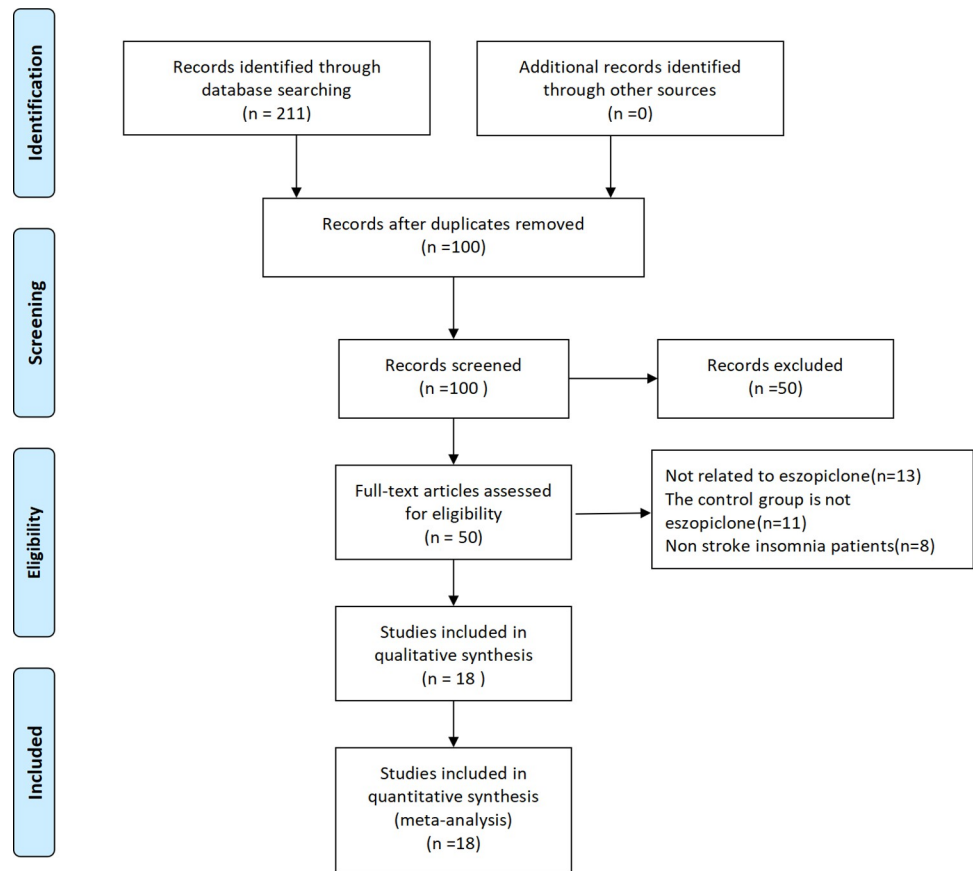 Identification
Records identified through
database searching
(n = 211)
Additional records identified
through other sources
(n =0)
Records after duplicates removed
(n =100)
Screening
Records screened
(n =100 )
Records excluded
(n =50)
Eligibility
Full-text articles assessed
for eligibility
(n = 50)
Not related to eszopiclone(n=13)
The control group is not
eszopiclone(n=11)
Non stroke insomnia patients(n=8)
Studies included in
qualitative synthesis
(n = 18 )
Included
Studies included in
quantitative synthesis
(meta-analysis)
(n =18)